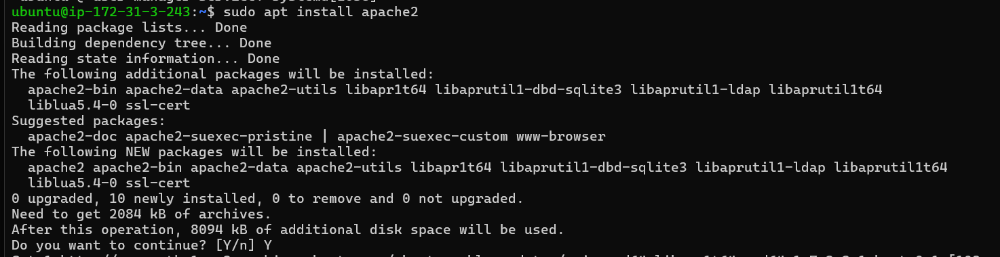 ubuntu@ip-172-31-3-243:~$ sudo apt install apache2
Reading package lists... Done
Building dependency tree... Done
Reading state information... Done
The following additional packages will be installed:
  apache2-bin apache2-data apache2-utils libapr1t64 libaprutil1-dbd-sqlite3 libaprutil1-ldap libaprutil1t64
  liblua5.4-0 ssl-cert
Suggested packages:
  apache2-doc apache2-suexec-pristine | apache2-suexec-custom www-browser
The following NEW packages will be installed:
  apache2 apache2-bin apache2-data apache2-utils libapr1t64 libaprutil1-dbd-sqlite3 libaprutil1-ldap libaprutil1t64
  liblua5.4-0 ssl-cert
0 upgraded, 10 newly installed, 0 to remove and 0 not upgraded.
Need to get 2084 kB of archives.
After this operation, 8094 kB of additional disk space will be used.
Do you want to continue? [Y/n] Y